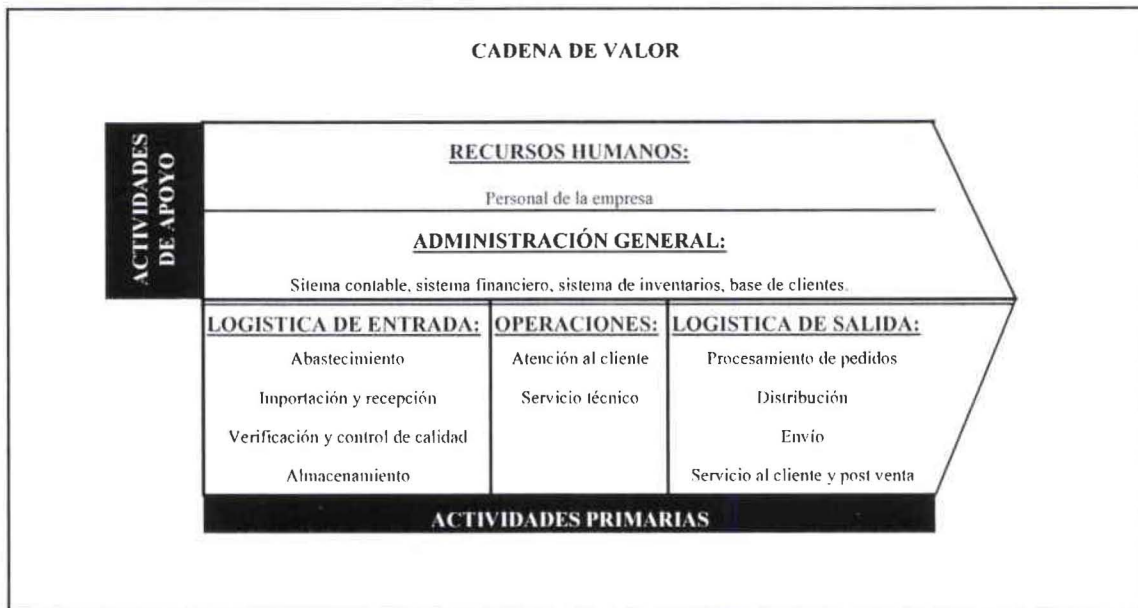 CADENA DE VALOR
ACTIVIDADES
DE APOYO
RECURSOS HUMANOS:
Personal de la empresa
ADMINISTRACIÓN GENERAL:
Sitema contable, sistema financiero, sistema de inventarios, base de clientes.
LOGISTICA DE ENTRADA:
Abastecimiento
Importación y recepción
Verificación y control de calidad
Almacenamiento
OPERACIONES:
Atención al cliente
Servicio técnico
LOGISTICA DE SALIDA:
Procesamiento de pedidos
Distribución
Envío
Servicio al cliente y post venta
ACTIVIDADES PRIMARIAS